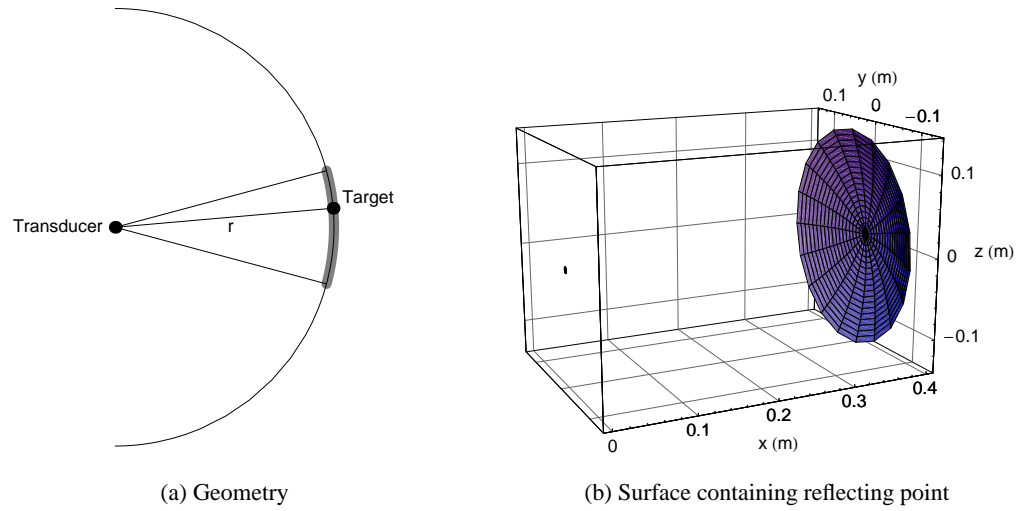 Target
Transducer
r
(a) Geometry
y (m)
0.1
0
−0.1
0.1
0
z (m)
−0.1
0.4
0.3
0.2
0.1
0
x (m)
(b) Surface containing reflecting point